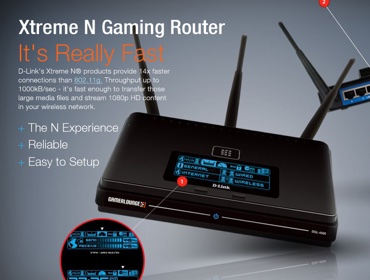 Xtreme N Gaming Router
It's Really Fast
D-Link's Xtreme N® products provide 14x faster
connections than 802.11g. Throughput up to
1000kB/sec - it's fast enough to transfer those
large media files and stream 1080p HD content
in your wireless network.
+ The N Experience
+ Reliable
+ Easy to Setup
2
GENERAL
WIRED
INTERNET
WIRELESS
1
D-Link
GAMERLOUNGE